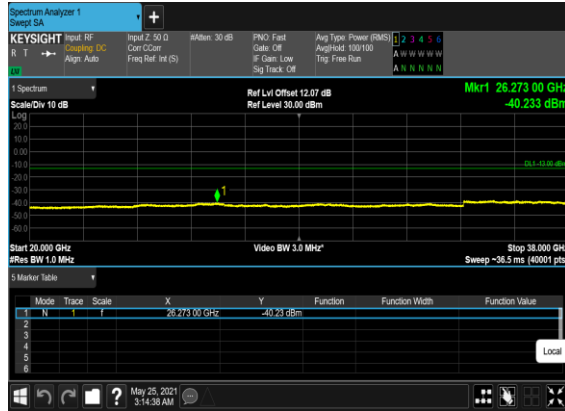 Spectrum Analyzer 1
Swept SA
+
KEYSIGHT
R T
LW
Input: RF
Coupling: DC
Align: Auto
Input Z: 50 Ω
Corr CCorr
Freq Ref: Int (S)
#Atten: 30 dB
PNO: Fast
Gate: Off
IF Gain: Low
Sig Track: Off
Avg Type: Power (RMS)
Avg|Hold: 100/100
Trig: Free Run
1 2 3 4 5 6
A W W W W W
A N N N N N
1 Spectrum
Scale/Div 10 dB
Ref Lvl Offset 12.07 dB
Ref Level 30.00 dBm
Mkr1 26.273 00 GHz
-40.233 dBm
Log
20.0
10.0
0.00
-10.0
-20.0
-30.0
-40.0
-50.0
-60.0
DL1 -13.00 dBm
1
Start 20.000 GHz
#Res BW 1.0 MHz
Video BW 3.0 MHz*
Stop 38.000 GHz
Sweep ~36.5 ms (40001 pts
5 Marker Table
Mode Trace Scale X Y Function Function Width Function Value
1 N 1 f 26.273 00 GHz -40.23 dBm
2
3
4
5
6
Local
?
May 25, 2021
3:14:38 AM